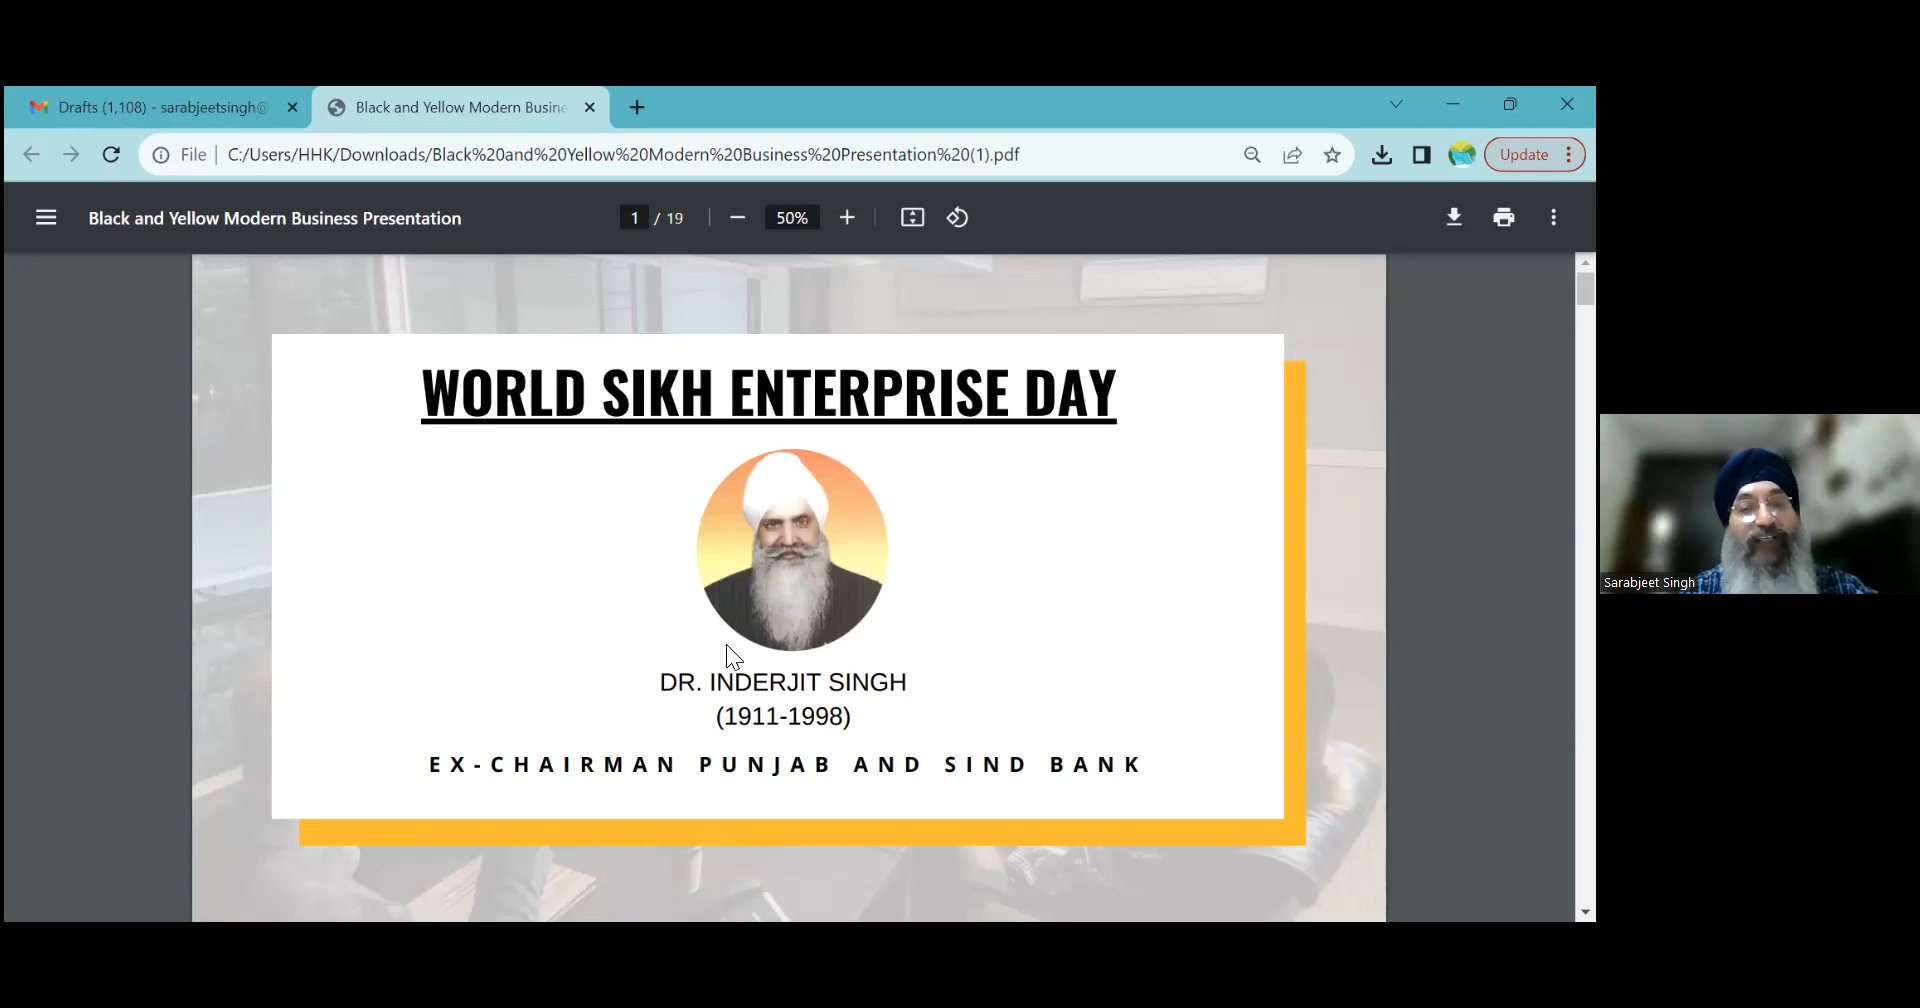 Drafts (1,108) - sarabjeetsingh@
Black and Yellow Modern Busine
File
C:/Users/HHK/Downloads/Black%20and%20Yellow%20Modern%20Business%20Presentation%20(1).pdf
Update
Black and Yellow Modern Business Presentation
1 / 19
50%
WORLD SIKH ENTERPRISE DAY
DR. INDERJIT SINGH
(1911-1998)
EX-CHAIRMAN PUNJAB AND SIND BANK
Sarabjeet Singh